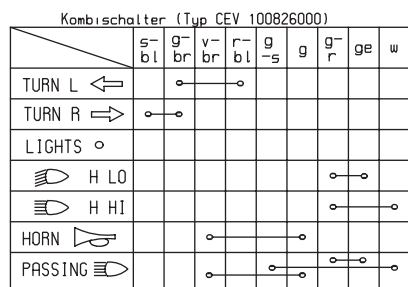 Kombischalter (Typ CEV 100826000)
s-bl g-br v-br r-bl g-s g g-r ge w
TURN L
TURN R
LIGHTS
H LO
H HI
HORN
PASSING